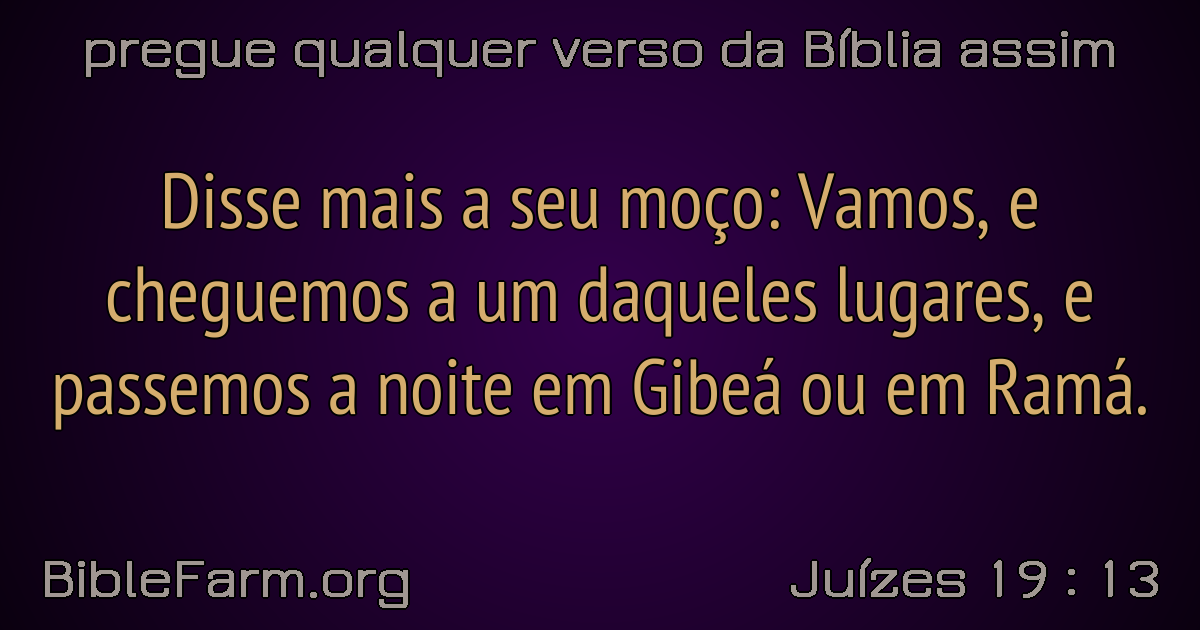 pregue qualquer verso da Bíblia assim
Disse mais a seu moço: Vamos, e
cheguemos a um daqueles lugares, e
passemos a noite em Gibeá ou em Ramá.
BibleFarm.org
Juízes 19 : 13